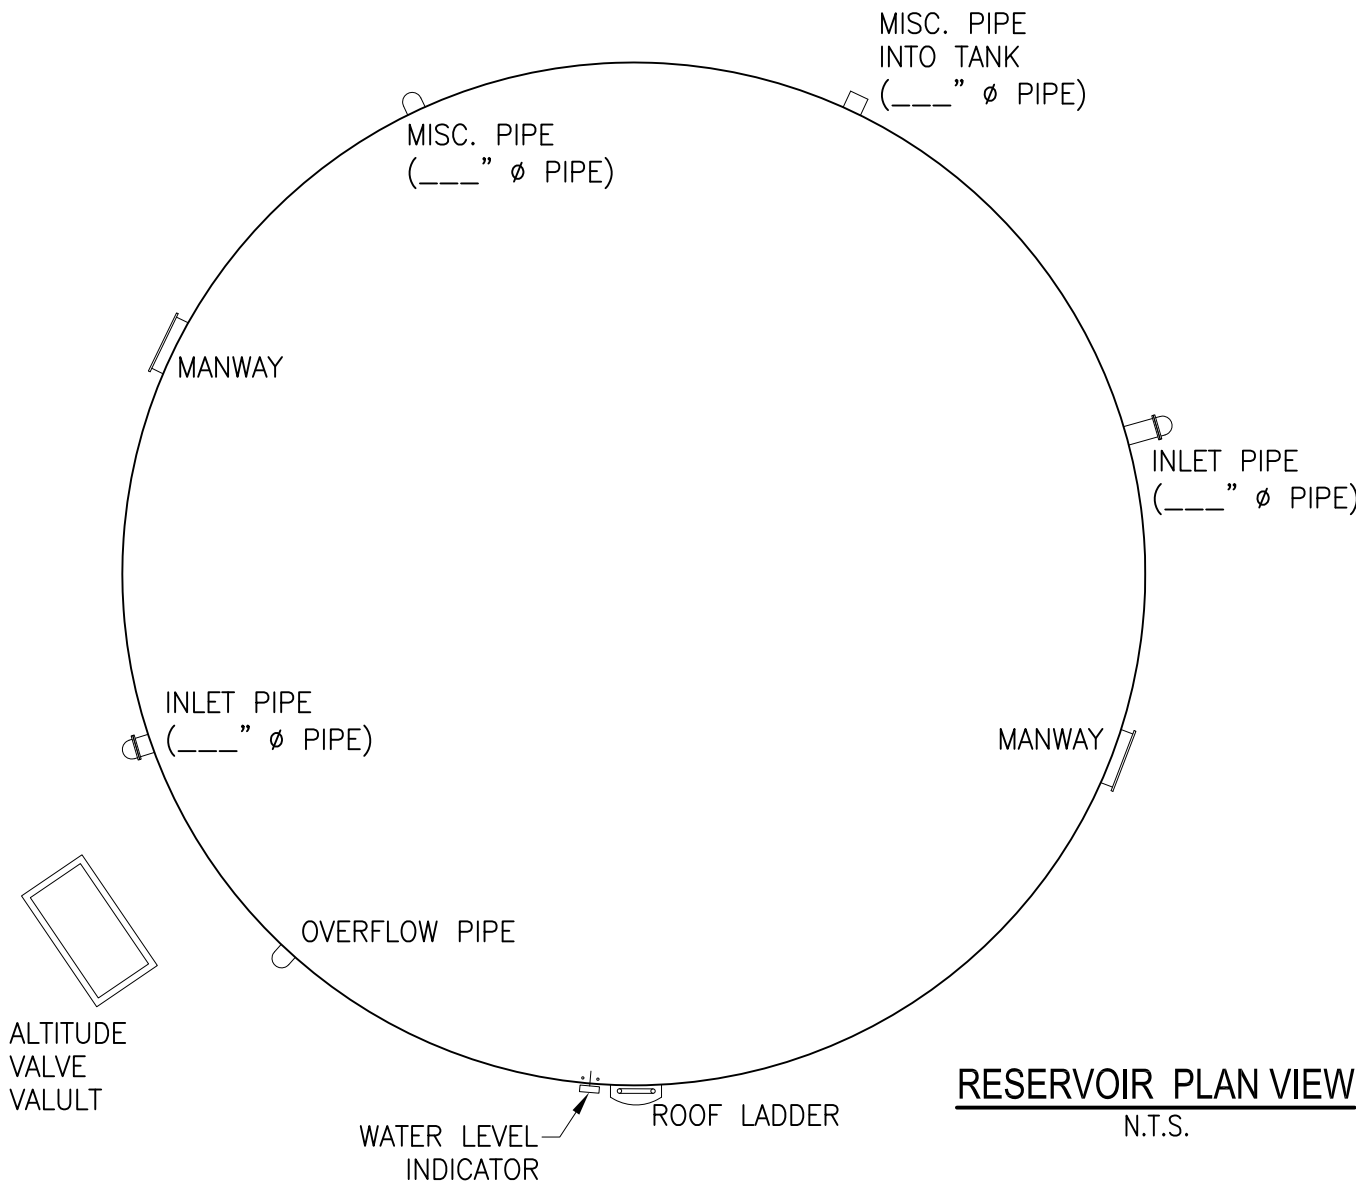 MISC. PIPE
INTO TANK
(___" ø PIPE)
MISC. PIPE
(___" ø PIPE)
MANWAY
INLET PIPE
(___" ø PIPE)
INLET PIPE
(___" ø PIPE)
MANWAY
OVERFLOW PIPE
ALTITUDE
VALVE
VALULT
ROOF LADDER
WATER LEVEL
INDICATOR
RESERVOIR PLAN VIEW
N.T.S.